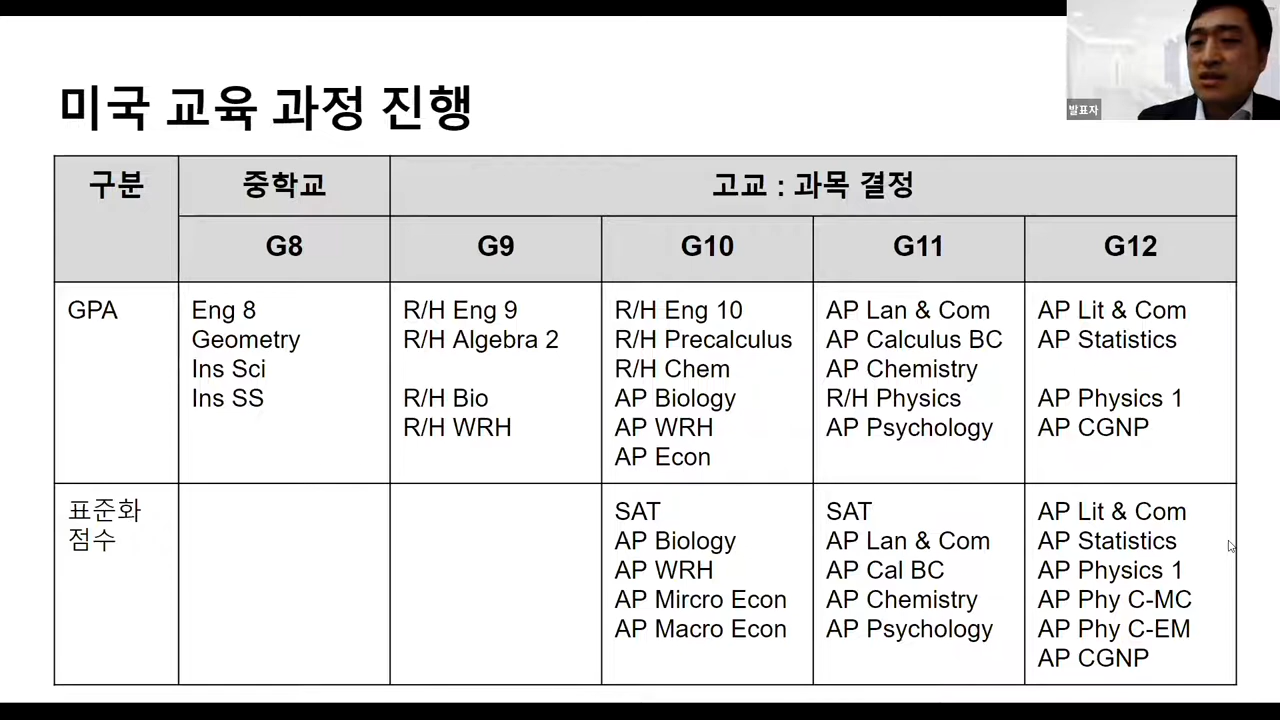 발표자
미국 교육 과정 진행
구분
중학교
고교 : 과목 결정
G8
G9
G10
G11
G12
GPA
Eng 8
Geometry
Ins Sci
Ins SS
R/H Eng 9
R/H Algebra 2
R/H Bio
R/H WRH
R/H Eng 10
R/H Precalculus
R/H Chem
AP Biology
AP WRH
AP Econ
AP Lan & Com
AP Calculus BC
AP Chemistry
R/H Physics
AP Psychology
AP Lit & Com
AP Statistics
AP Physics 1
AP CGNP
표준화
점수
SAT
AP Biology
AP WRH
AP Mircro Econ
AP Macro Econ
SAT
AP Lan & Com
AP Cal BC
AP Chemistry
AP Psychology
AP Lit & Com
AP Statistics
AP Physics 1
AP Phy C-MC
AP Phy C-EM
AP CGNP